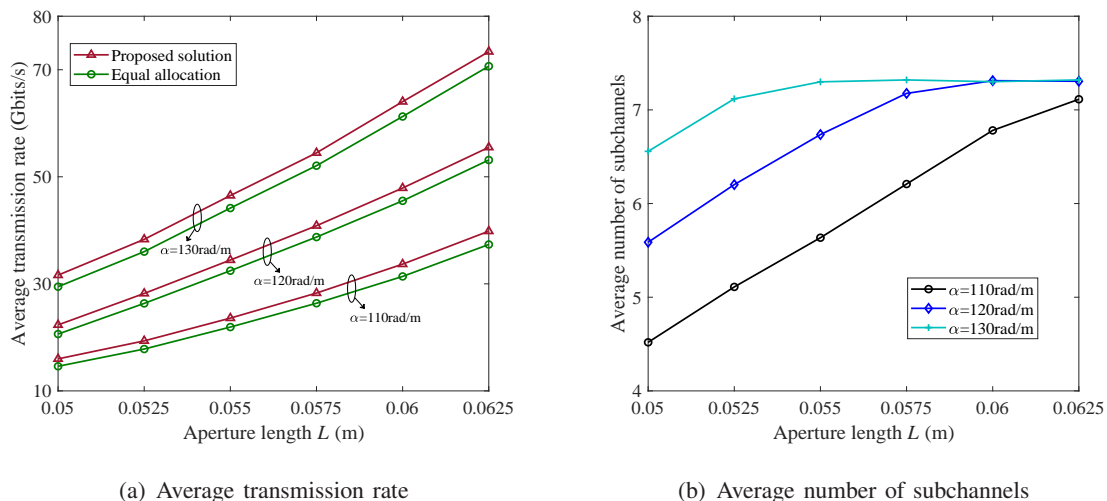 80
70
50
30
10
Average transmission rate (Gbits/s)
Proposed solution
Equal allocation
α=130rad/m
α=120rad/m
α=110rad/m
0.05 0.0525 0.055 0.0575 0.06 0.0625
Aperture length L (m)
(a) Average transmission rate
8
7
6
5
4
Average number of subchannels
α=110rad/m
α=120rad/m
α=130rad/m
0.05 0.0525 0.055 0.0575 0.06 0.0625
Aperture length L (m)
(b) Average number of subchannels